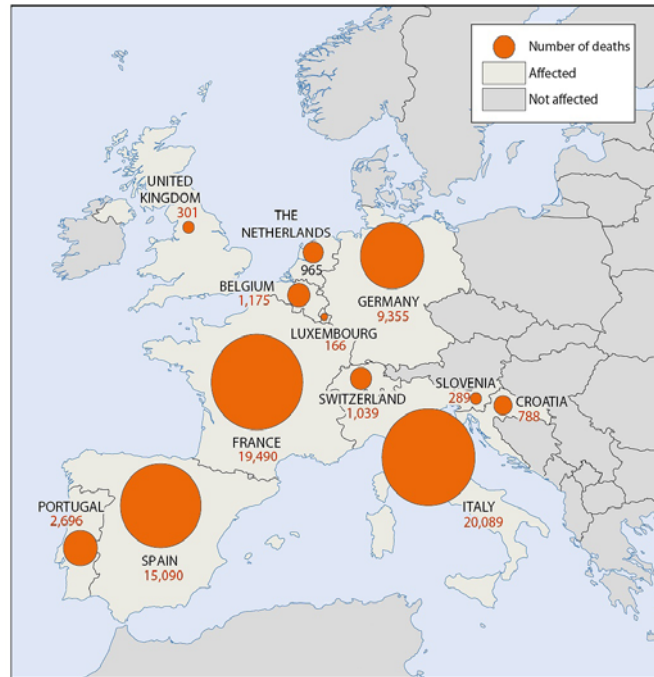 Number of deaths
Affected
Not affected
UNITED
KINGDOM
301
THE
NETHERLANDS
965
BELGIUM
1,175
GERMANY
9,355
LUXEMBOURG
166
SWITZERLAND
1,039
SLOVENIA
289
CROATIA
788
FRANCE
19,490
ITALY
20,089
PORTUGAL
2,696
SPAIN
15,090